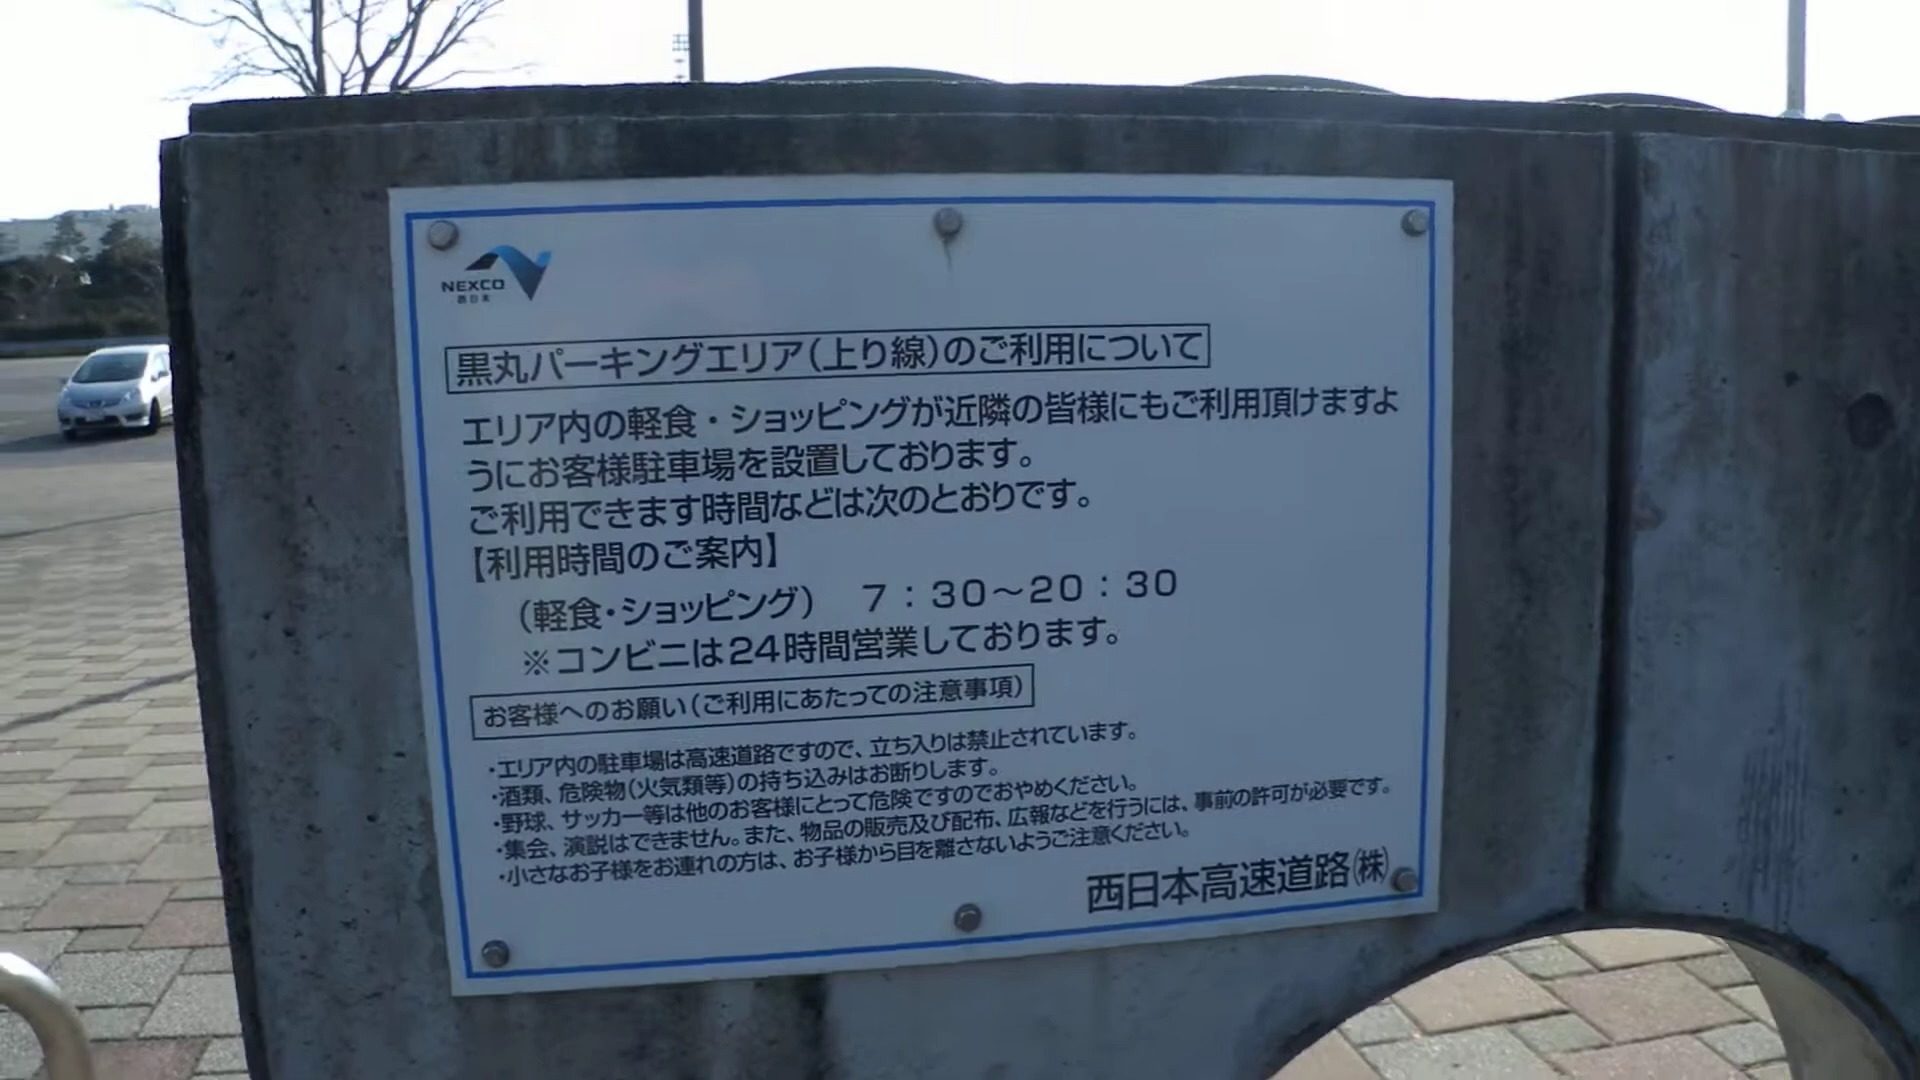 NEXCO
西日本
黒丸パーキングエリア（上り線）のご利用について
エリア内の軽食・ショッピングが近隣の皆様にもご利用頂けますよ
うにお客様駐車場を設置しております。
ご利用できます時間などは次のとおりです。
【利用時間のご案内】
（軽食・ショッピング） ７：３０～２０：３０
※コンビニは２４時間営業しております。
お客様へのお願い（ご利用にあたっての注意事項）
・エリア内の駐車場は高速道路ですので、立ち入りは禁止されています。
・酒類、危険物（火気類等）の持ち込みはお断りします。
・野球、サッカー等は他のお客様にとって危険ですのでおやめください。
・集会、演説はできません。また、物品の販売及び配布、広報などを行うには、事前の許可が必要です。
・小さなお子様をお連れの方は、お子様から目を離さないようご注意ください。
西日本高速道路㈱